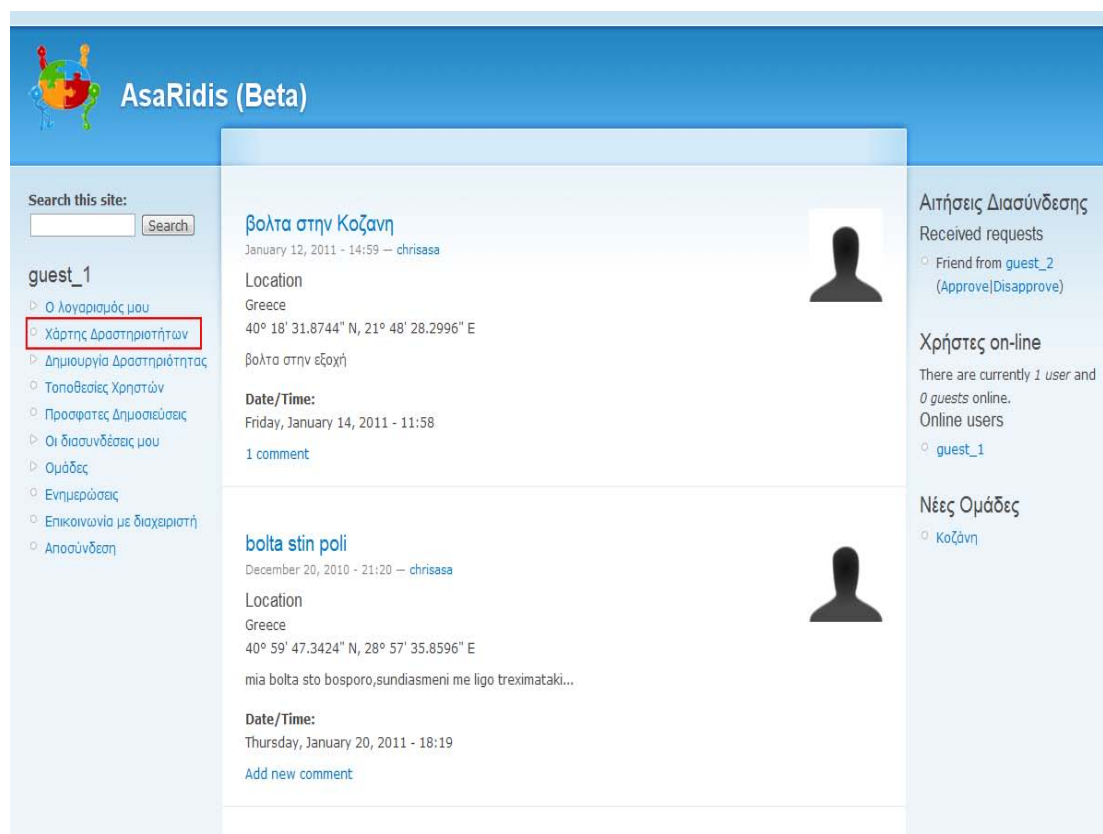 AsaRidis (Beta)
Search this site:
Search
guest_1
Ο λογαρισμός μου
Χάρτης Δραστηριοτήτων
Δημιουργία Δραστηριότητας
Τοποθεσίες Χρηστών
Προσφατες Δημοσιεύσεις
Οι διασυνδέσεις μου
Ομάδες
Ενημερώσεις
Επικοινωνία με διαχειριστή
Αποσύνδεση
βολτα στην Κοζανη
January 12, 2011 - 14:59 — chrisasa
Location
Greece
40° 18' 31.8744" N, 21° 48' 28.2996" E
βολτα στην εξοχή
Date/Time:
Friday, January 14, 2011 - 11:58
1 comment
bolta stin poli
December 20, 2010 - 21:20 — chrisasa
Location
Greece
40° 59' 47.3424" N, 28° 57' 35.8596" E
mia bolta sto bosporo,sundiasmeni me ligo treximataki...
Date/Time:
Thursday, January 20, 2011 - 18:19
Add new comment
Αιτήσεις Διασύνδεσης
Received requests
Friend from guest_2
(Approve|Disapprove)
Χρήστες on-line
There are currently 1 user and
0 guests online.
Online users
guest_1
Νέες Ομάδες
Κοζάνη